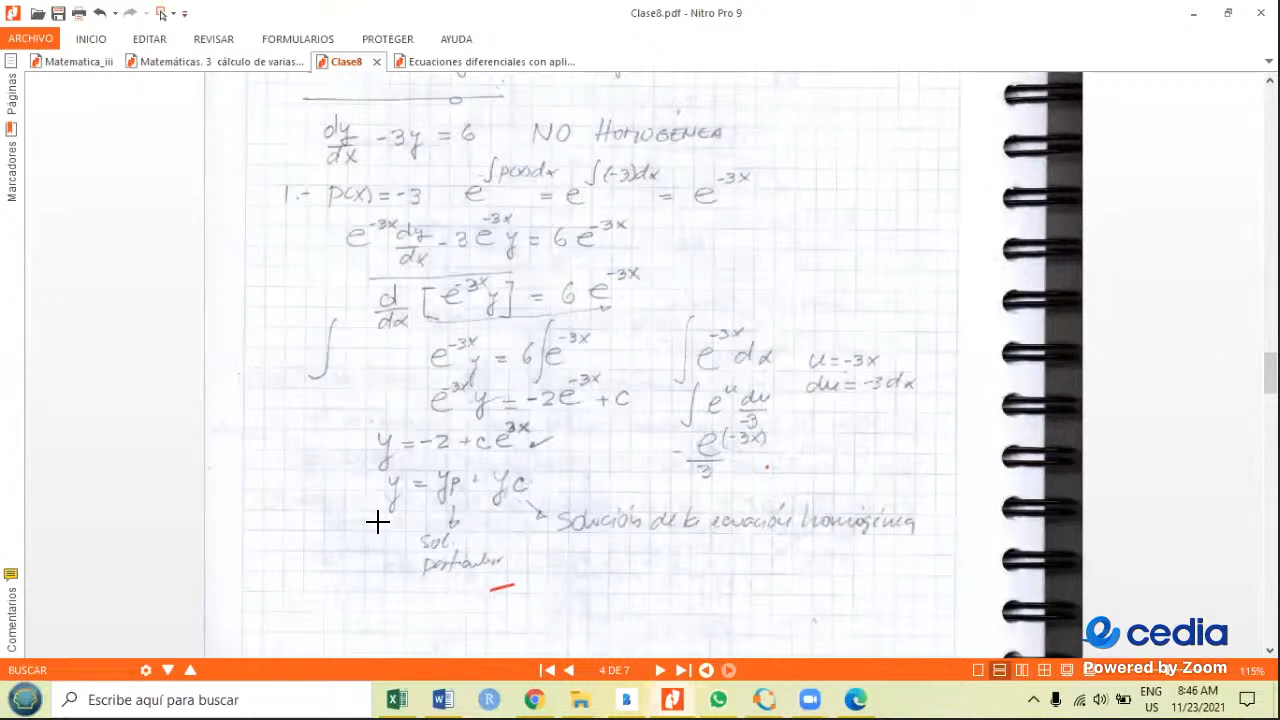 Clase8.pdf - Nitro Pro 9
ARCHIVO INICIO EDITAR REVISAR FORMULARIOS PROTEGER AYUDA
Matematica_iii Matemáticas. 3 cálculo de varias... Clase8 × Ecuaciones diferenciales con apli...
Páginas
Marcadores
Comentarios
dy/dx - 3y = 6 NO HOMOGÉNEA
1.- p(x) = -3 e^∫p(x)dx = e^∫(-3)dx = e^-3x
e^-3x dy/dx - 3e^-3x y = 6e^-3x
d/dx [e^-3x y] = 6 e^-3x
∫ e^-3x y = 6∫e^-3x ∫e^-3x dx u = -3x
du = -3dx
e^-3x y = -2e^-3x + c ∫e^u du/-3
y = -2 + c e^3x ✓ - e^(-3x)/3
y = yp + yc
Solución de la ecuación homogénea
Sol.
particular
cedia
Powered by Zoom
BUSCAR 4 DE 7 115%
Escribe aquí para buscar
ENG
US
8:46 AM
11/23/2021